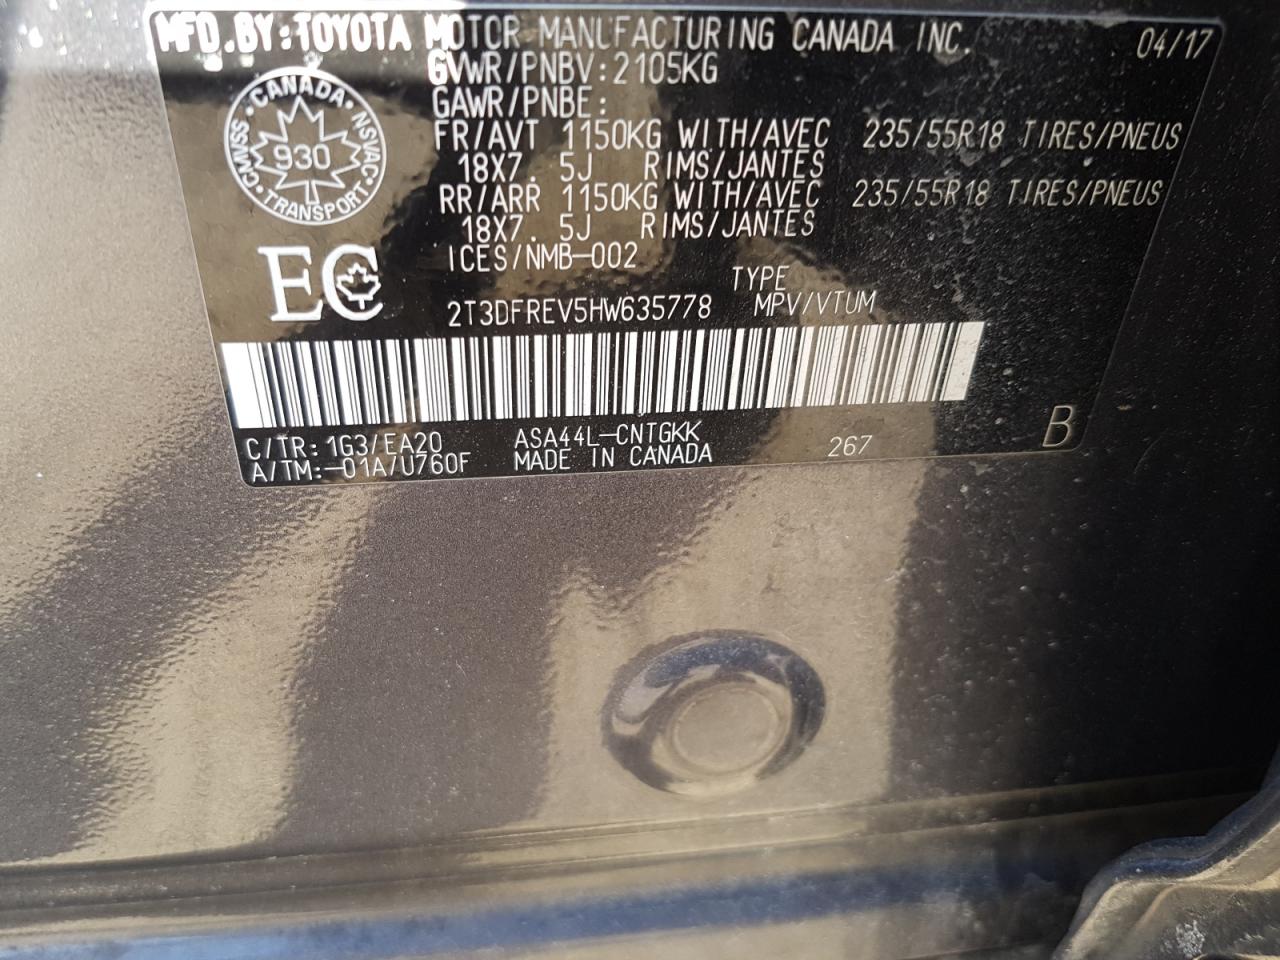 MFD.BY:TOYOTA MOTOR MANUFACTURING CANADA INC. 04/17
GVWR/PNBV:2105KG
GAWR/PNBE:
FR/AVT 1150KG WITH/AVEC 235/55R18 TIRES/PNEUS
18X7. 5J RIMS/JANTES
RR/ARR 1150KG WITH/AVEC 235/55R18 TIRES/PNEUS
18X7. 5J RIMS/JANTES
ICES/NMB-002
CANADA
CMVSS
930
NSVAC
TRANSPORT
EC
TYPE
2T3DFREV5HW635778 MPV/VTUM
C/TR: 1G3/EA20 ASA44L-CNTGKK 267 B
A/TM:-01A/U760F MADE IN CANADA